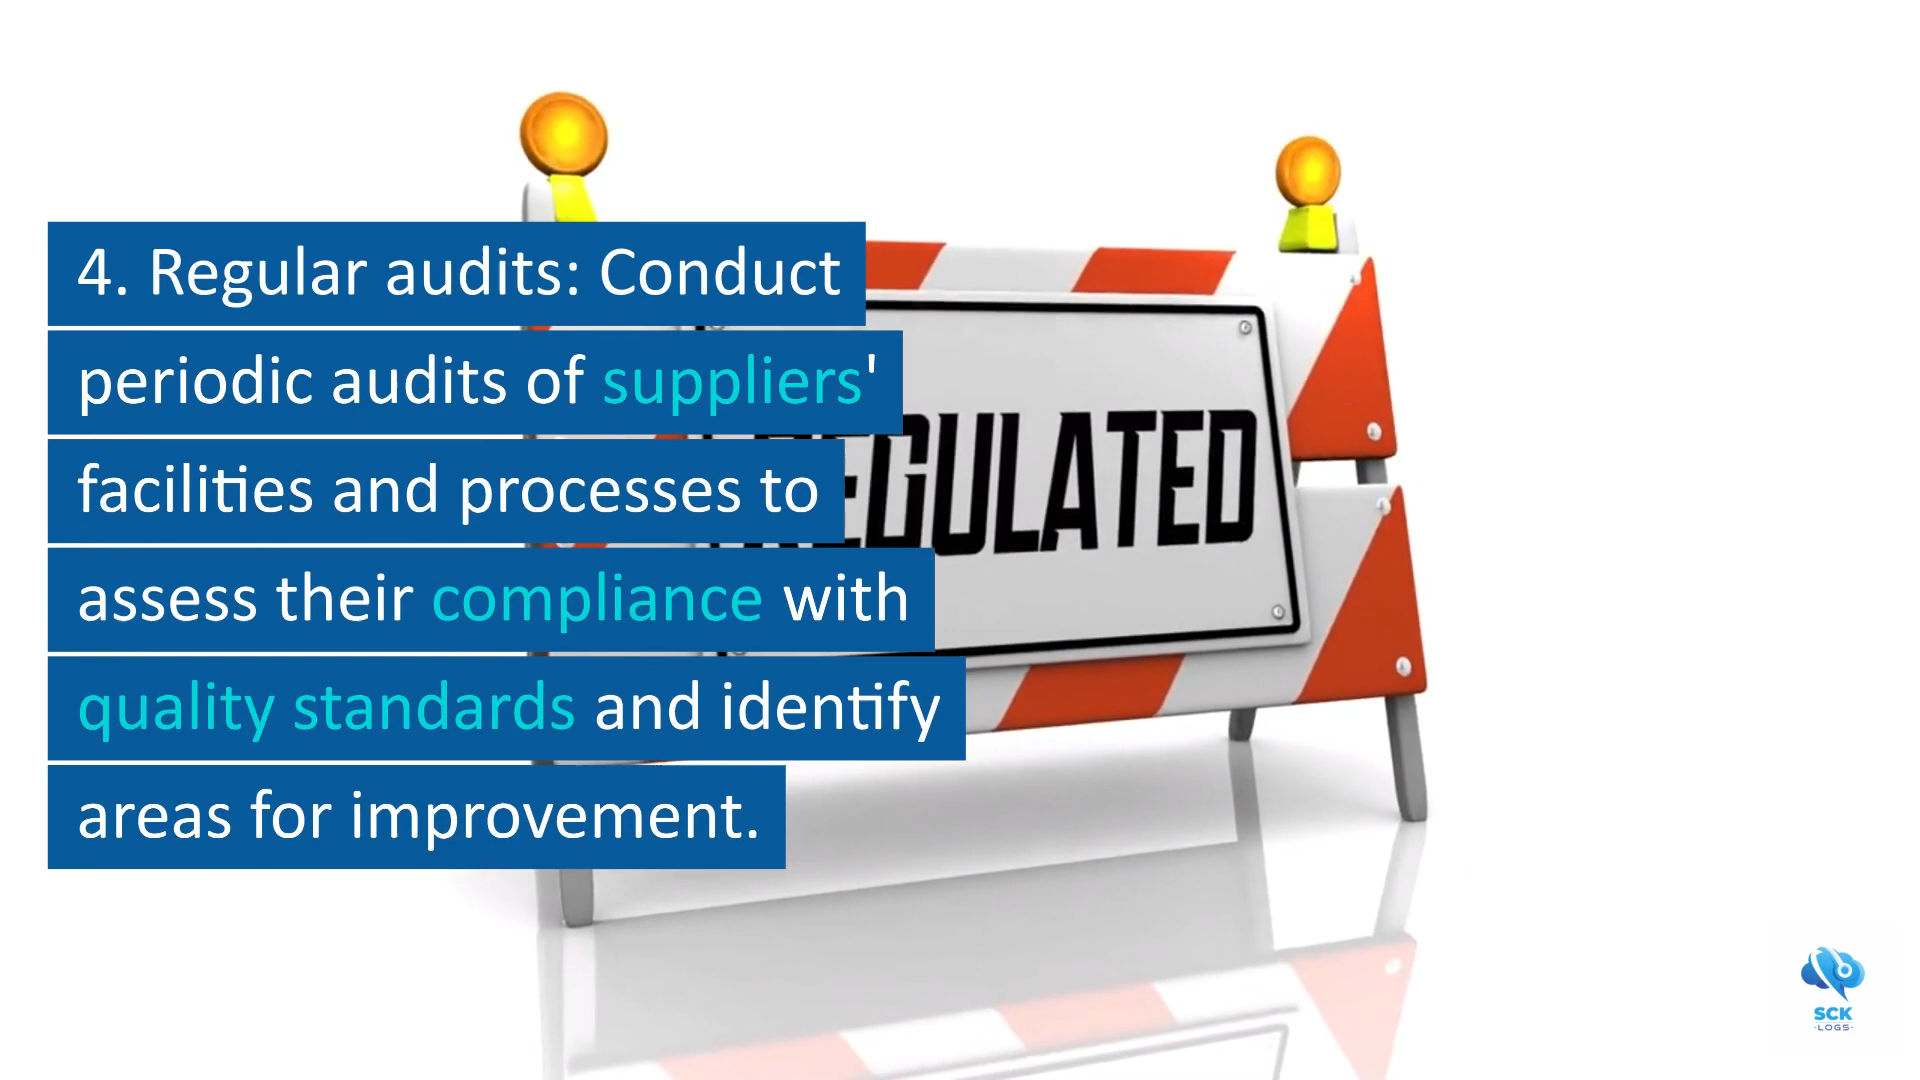 4. Regular audits: Conduct
periodic audits of suppliers'
facilities and processes to
assess their compliance with
quality standards and identify
areas for improvement.
REGULATED
SCK
-LOGS-